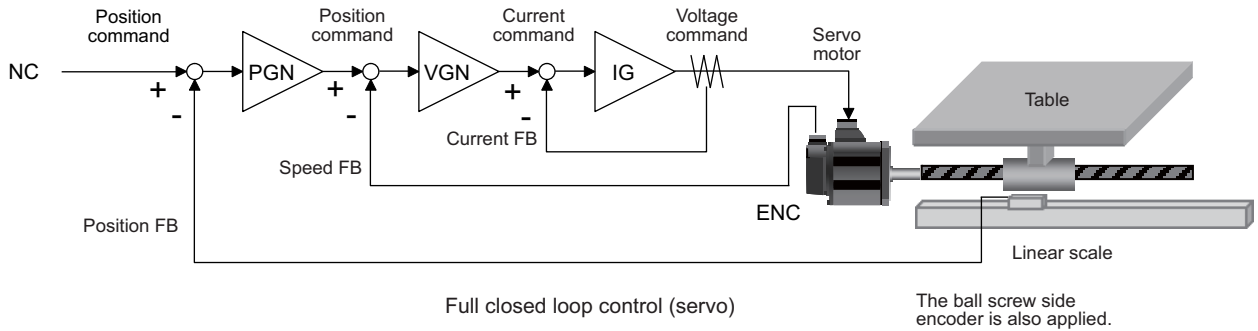 Position
command
Position
command
Current
command
Voltage
command
Servo
motor
NC
PGN
VGN
IG
Table
+
-
+
-
+
-
Current FB
Speed FB
ENC
Position FB
Linear scale
Full closed loop control (servo)
The ball screw side
encoder is also applied.